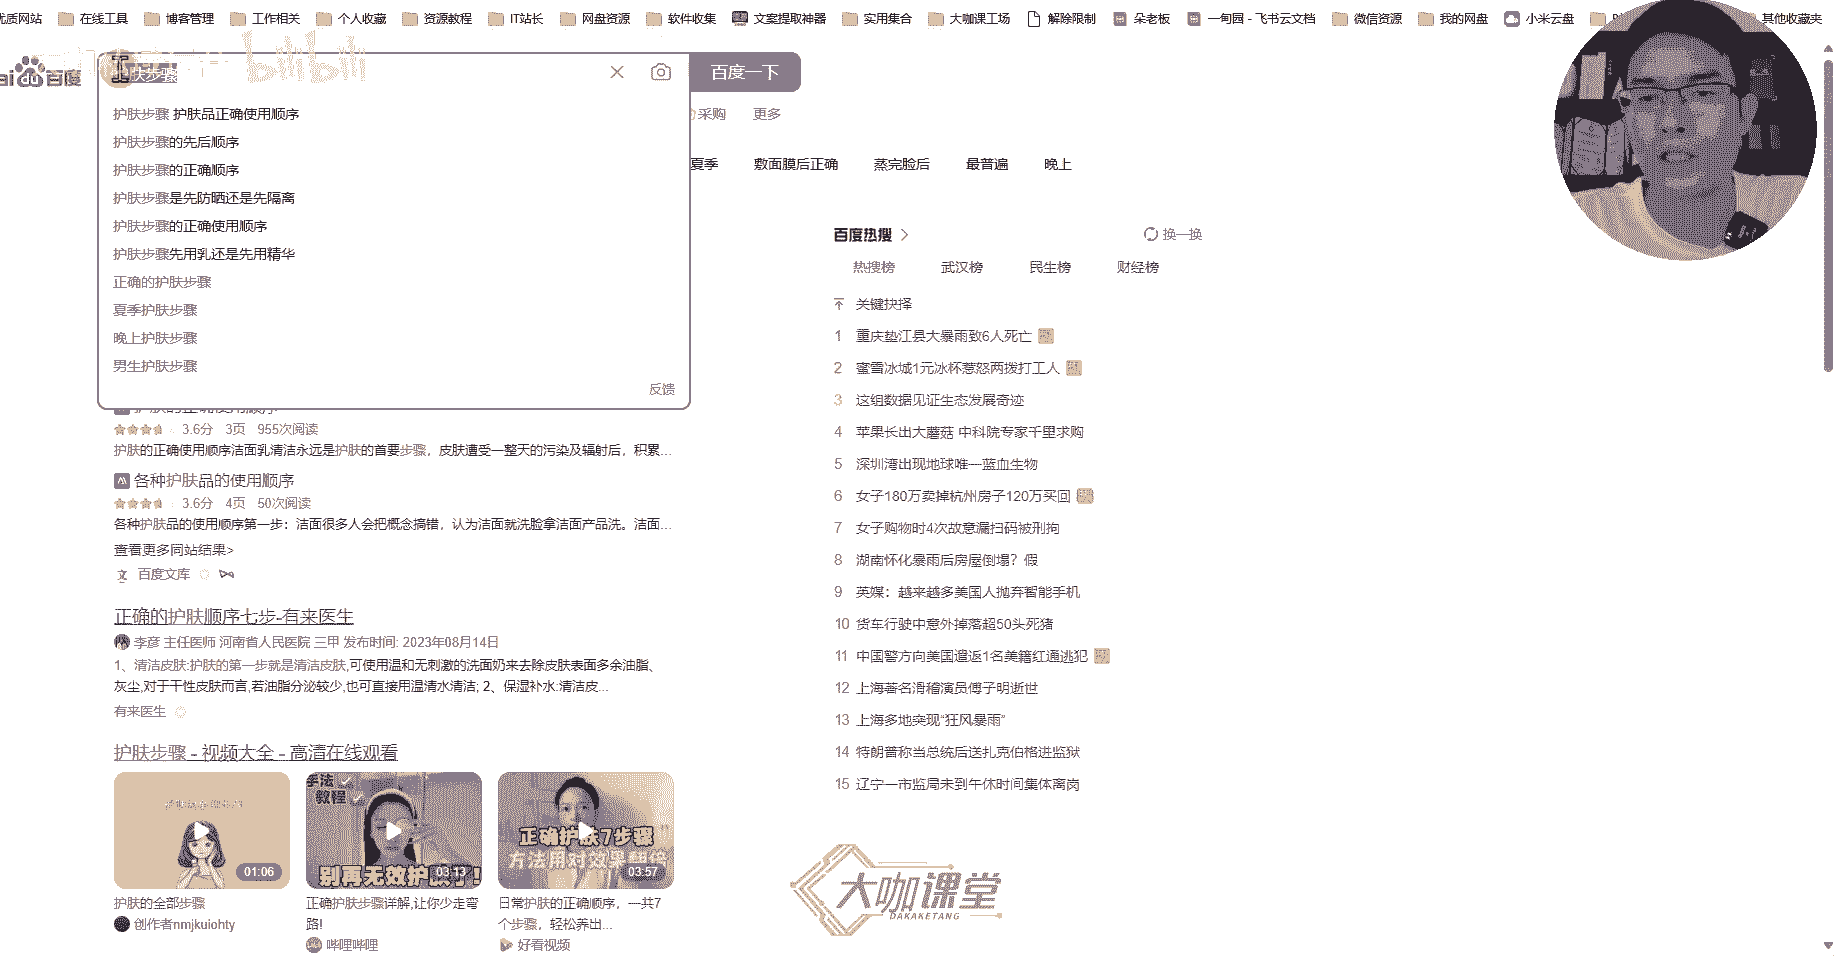 优质网站 在线工具 博客管理 工作相关 个人收藏 资源教程 IT站长 网盘资源 软件收集 文案提取神器 实用集合 大咖课工场 解除限制 朵老板 一甸园 - 飞书云文档 微信资源 我的网盘 小米云盘 其他收藏夹
du 百度
肤步骤
bilibili
百度一下
采购 更多
夏季 敷面膜后正确 蒸完脸后 最普遍 晚上
护肤步骤 护肤品正确使用顺序
护肤步骤的先后顺序
护肤步骤的正确顺序
护肤步骤是先防晒还是先隔离
护肤步骤的正确使用顺序
护肤步骤先用乳还是先用精华
正确的护肤步骤
夏季护肤步骤
晚上护肤步骤
男生护肤步骤
反馈
3.6分 3页 955次阅读
护肤的正确使用顺序洁面乳清洁永远是护肤的首要步骤，皮肤遭受一整天的污染及辐射后，积累...
各种护肤品的使用顺序
3.6分 4页 50次阅读
各种护肤品的使用顺序第一步：洁面很多人会把概念搞错，认为洁面就洗脸拿洁面产品洗。洁面...
查看更多同站结果>
百度文库
正确的护肤顺序七步-有来医生
李彦 主任医师 河南省人民医院 三甲 发布时间: 2023年08月14日
1、清洁皮肤:护肤的第一步就是清洁皮肤,可使用温和无刺激的洗面奶来去除皮肤表面多余油脂、
灰尘,对于干性皮肤而言,若油脂分泌较少,也可直接用温清水清洁; 2、保湿补水:清洁皮...
有来医生
护肤步骤 - 视频大全 - 高清在线观看
01:06
手法
教程
别再无效护肤了!
03:13
正确护肤7步骤
方法用对效果翻倍
03:57
护肤的全部步骤
创作者nmjkuiohty
正确护肤步骤详解,让你少走弯
路!
哔哩哔哩
日常护肤的正确顺序，一共7
个步骤，轻松养出...
好看视频
百度热搜
换一换
热搜榜 武汉榜 民生榜 财经榜
关键抉择
1 重庆垫江县大暴雨致6人死亡
2 蜜雪冰城1元冰杯惹怒两拨打工人
3 这组数据见证生态发展奇迹
4 苹果长出大蘑菇 中科院专家千里求购
5 深圳湾出现地球唯一蓝血生物
6 女子180万卖掉杭州房子120万买回
7 女子购物时4次故意漏扫码被刑拘
8 湖南怀化暴雨后房屋倒塌？假
9 英媒：越来越多美国人抛弃智能手机
10 货车行驶中意外掉落超50头死猪
11 中国警方向美国遣返1名美籍红通逃犯
12 上海著名滑稽演员傅子明逝世
13 上海多地突现“狂风暴雨”
14 特朗普称当总统后送扎克伯格进监狱
15 辽宁一市监局未到午休时间集体离岗
大咖课堂
DAKAKETANG